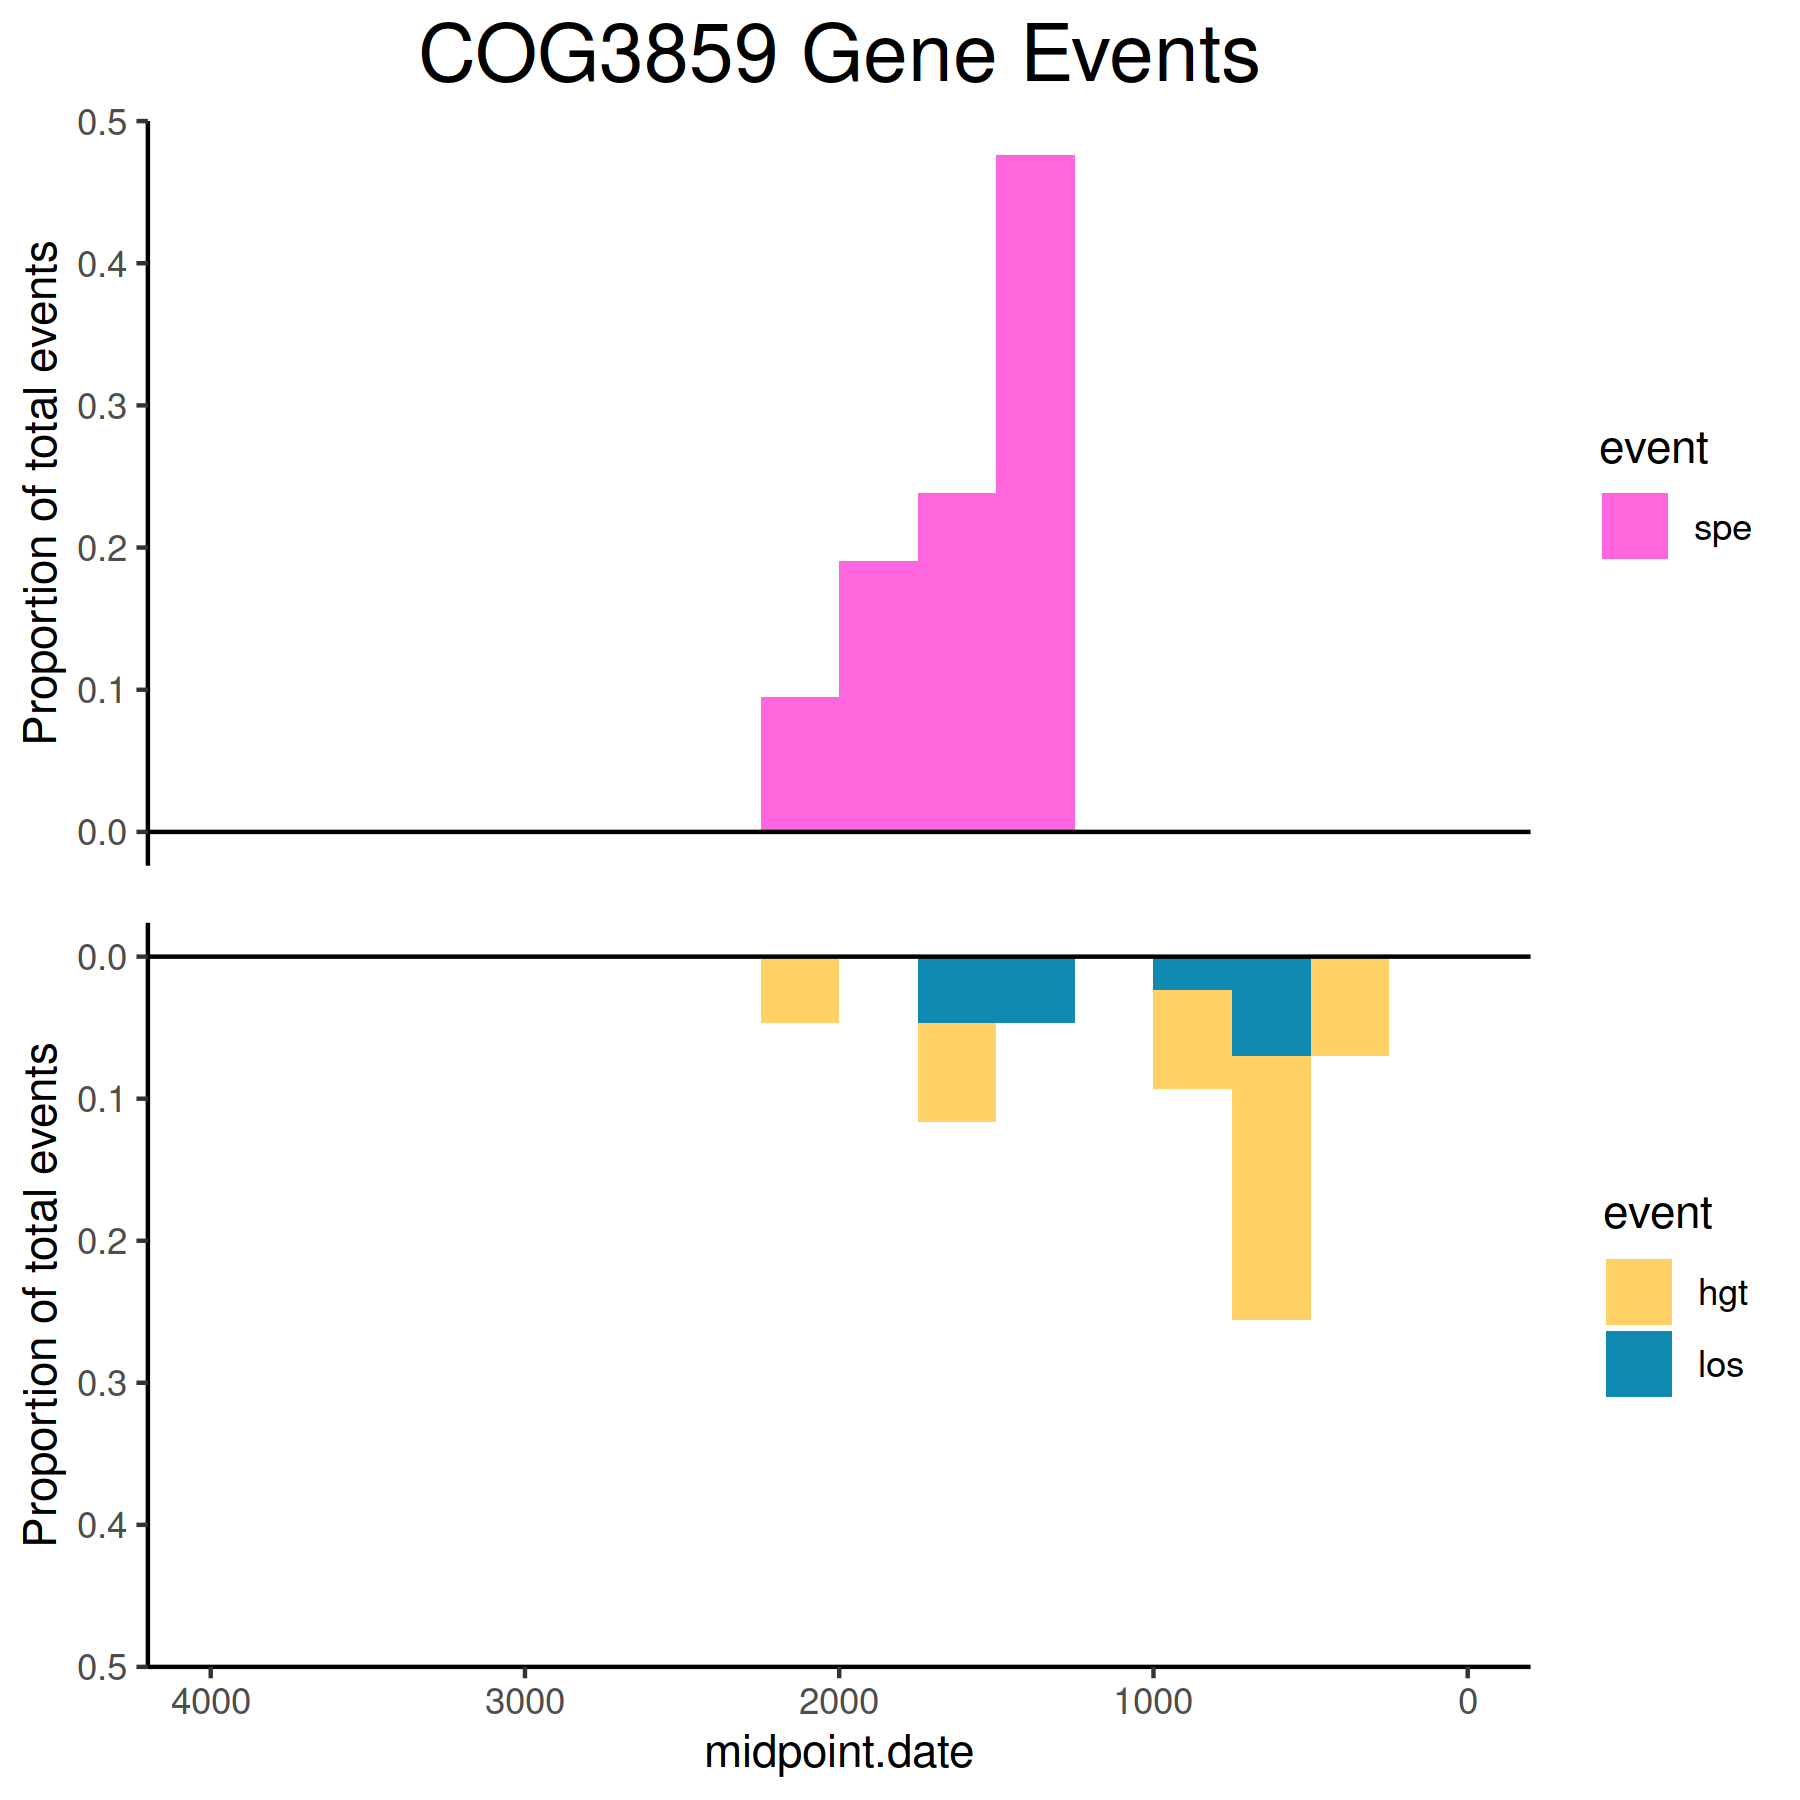 COG3859 Gene Events
Proportion of total events
0.5
0.4
0.3
0.2
0.1
0.0
event
spe
Proportion of total events
0.0
0.1
0.2
0.3
0.4
0.5
event
hgt
los
4000 3000 2000 1000 0
midpoint.date